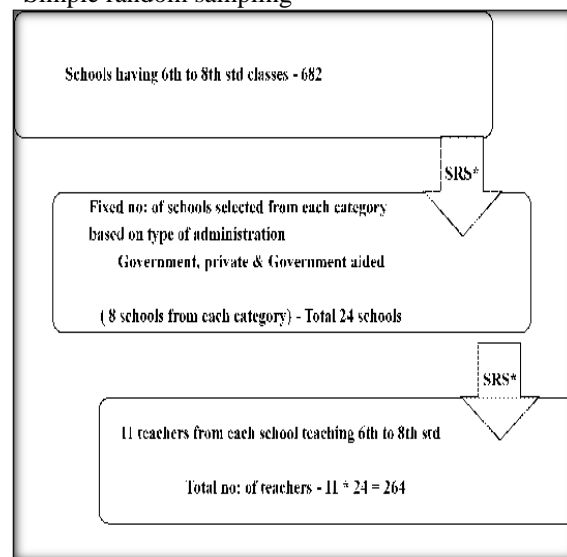 Simple random sampling
Schools having 6th to 8th std classes - 682
SRS*
Fixed no: of schools selected from each category
based on type of administration
Government, private & Government aided
( 8 schools from each category) - Total 24 schools
SRS*
11 teachers from each school teaching 6th to 8th std
Total no: of teachers - 11 * 24 = 264